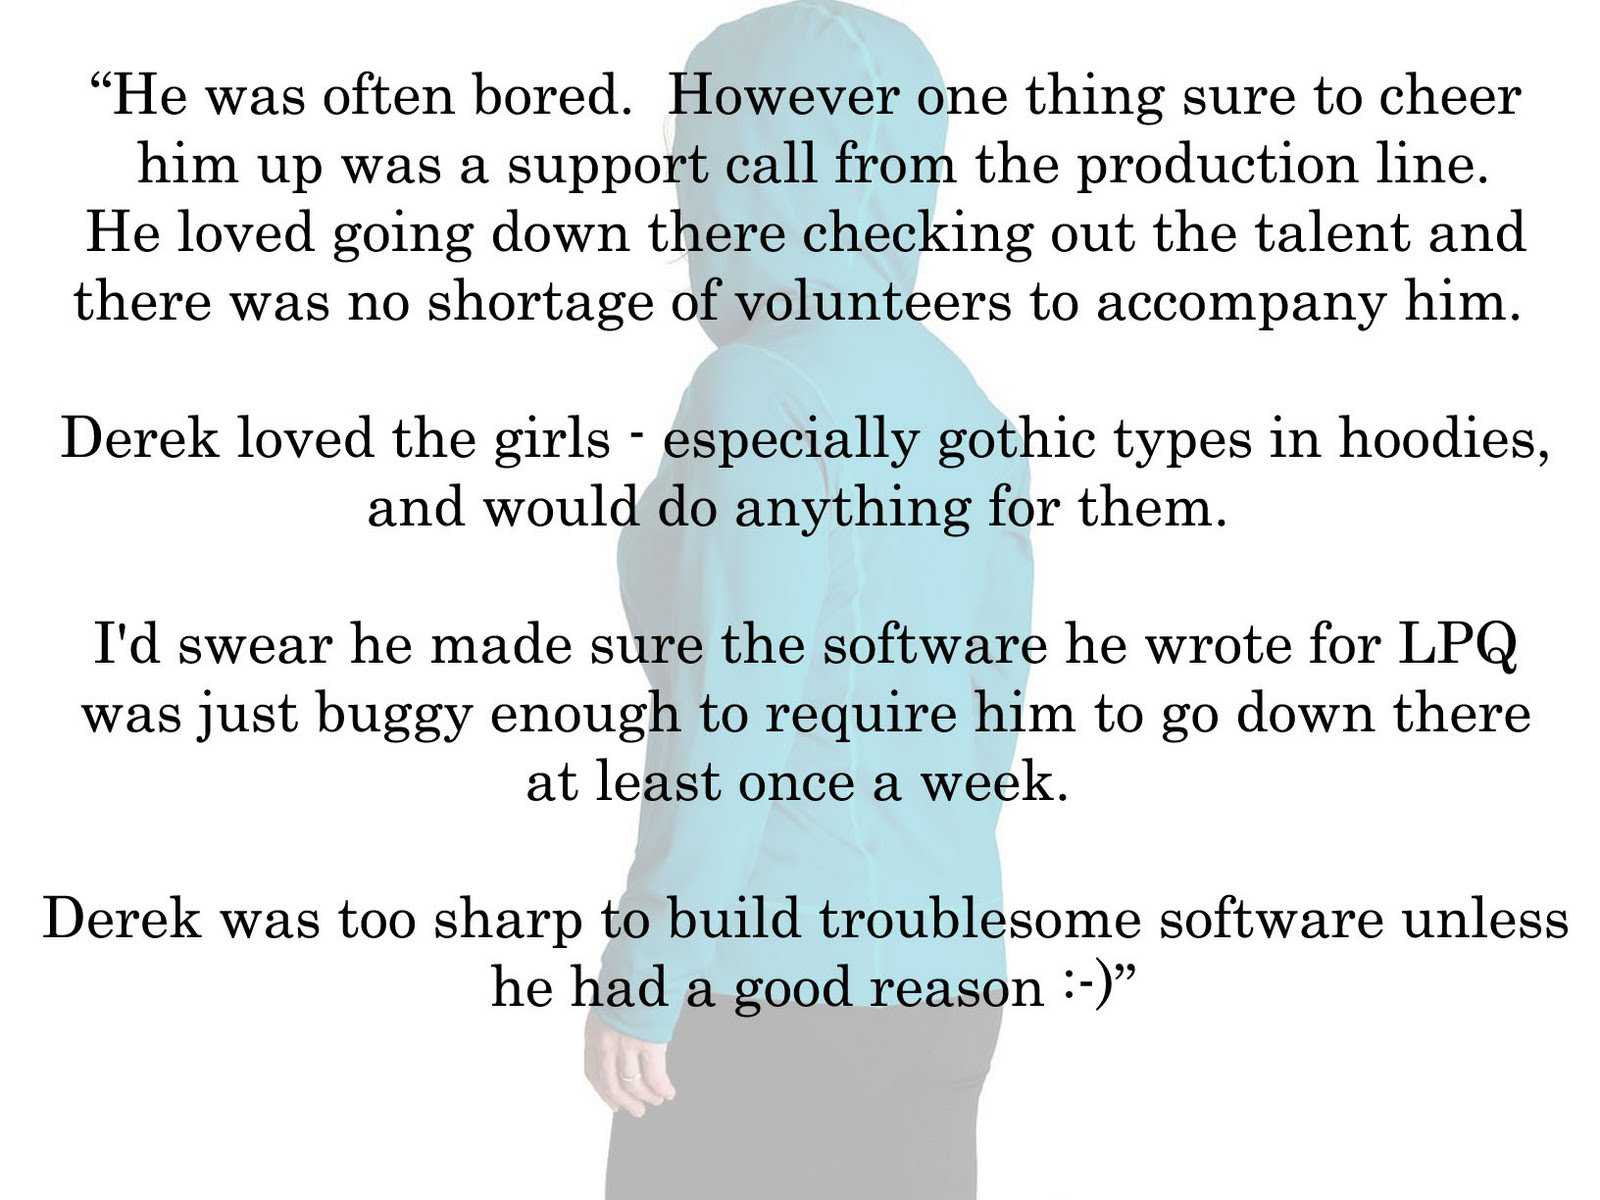 “He was often bored.  However one thing sure to cheer
him up was a support call from the production line.
He loved going down there checking out the talent and
there was no shortage of volunteers to accompany him.
Derek loved the girls - especially gothic types in hoodies,
and would do anything for them.
I'd swear he made sure the software he wrote for LPQ
was just buggy enough to require him to go down there
at least once a week.
Derek was too sharp to build troublesome software unless
he had a good reason :-)”